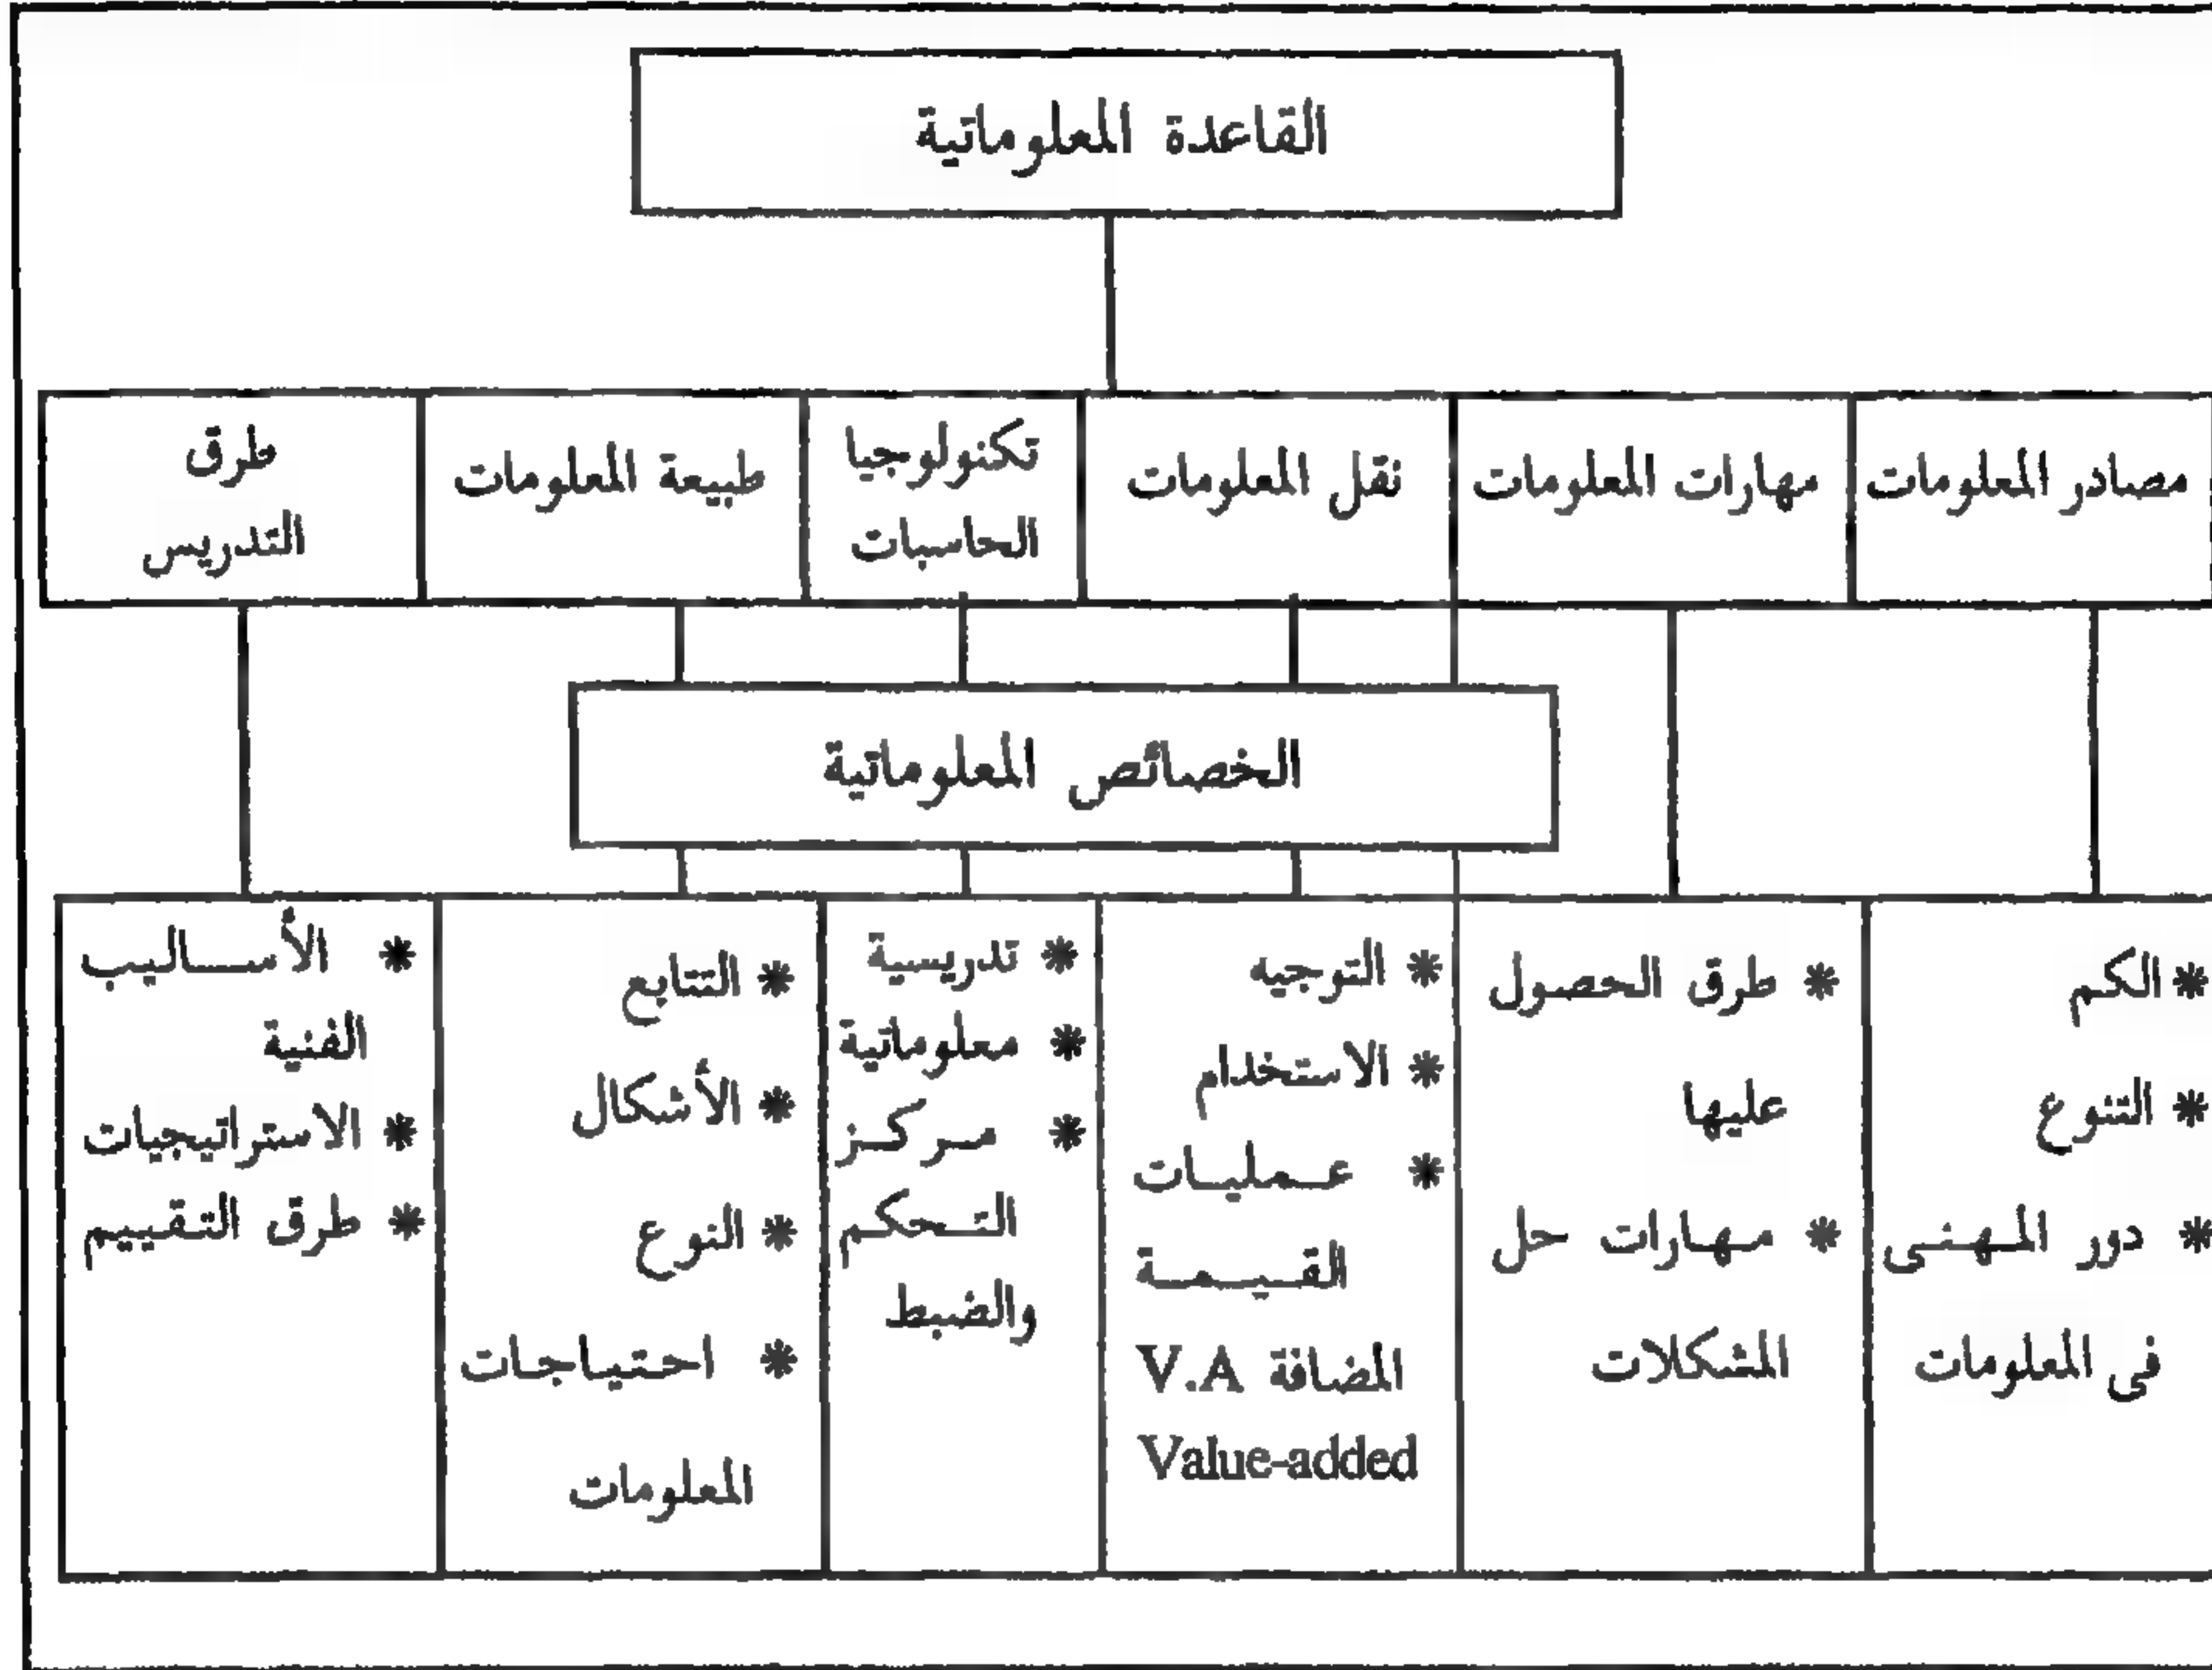 القاعدة المعلوماتية
مصادر المعلومات
مهارات المعلومات
نقل المعلومات
تكنولوجيا
الحاسبات
طبيعة المعلومات
طرق
التدريس
الخصائص المعلوماتية
* الكم
* التنوع
* دور المهنى
فى المعلومات
* طرق الحصول
عليها
* مهارات حل
المشكلات
* التوجيه
* الاستخدام
* عمليات
القيمة
المضافة V.A
Value-added
* تدريسية
* معلوماتية
* مركز
التحكم
والضبط
* التتابع
* الأشكال
* النوع
* احتياجات
المعلومات
* الأساليب
الفنية
* الاستراتيجيات
* طرق التقييم